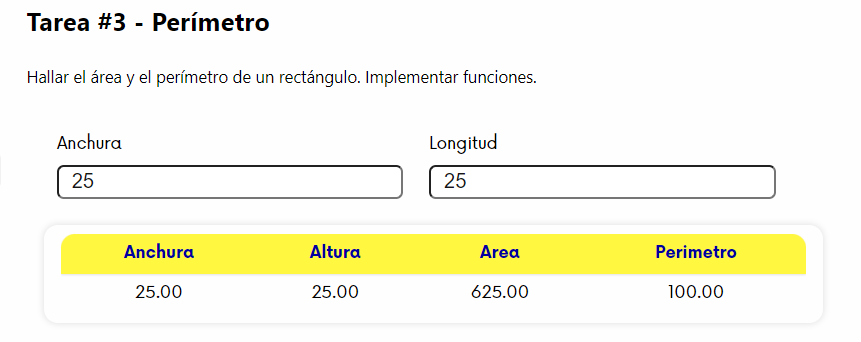 Tarea #3 - Perímetro
Hallar el área y el perímetro de un rectángulo. Implementar funciones.
Anchura Longitud
25 25
Anchura Altura Area Perimetro
25.00 25.00 625.00 100.00